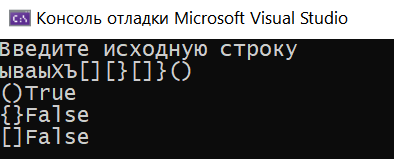 Консоль отладки Microsoft Visual Studio
Введите исходную строку
ываыХЪ[][}[]}()
()True
{}False
[]False